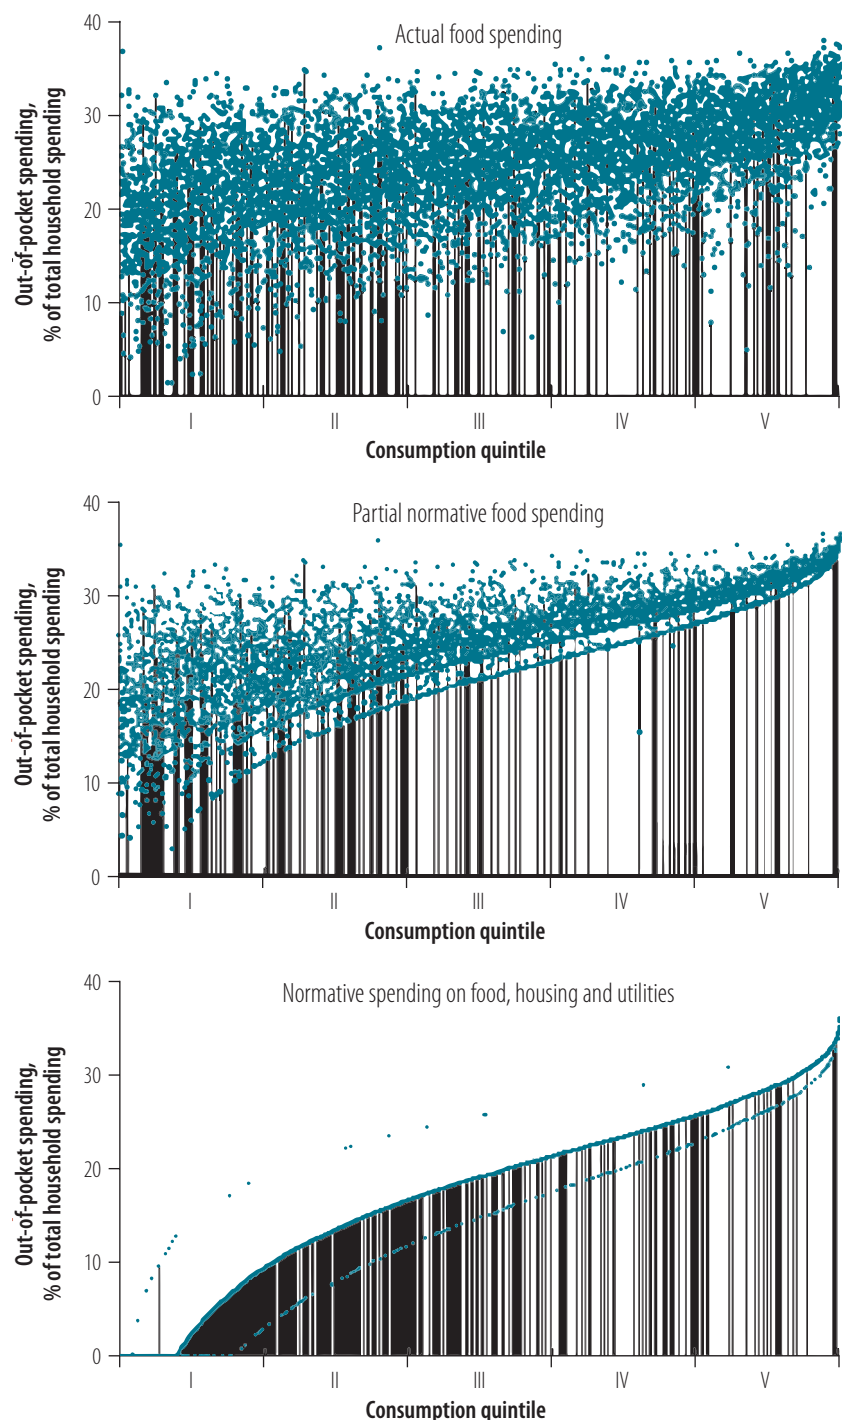 Actual food spending
Out-of-pocket spending,
% of total household spending
40
30
20
10
0
I II III IV V
Consumption quintile
Partial normative food spending
Out-of-pocket spending,
% of total household spending
40
30
20
10
0
I II III IV V
Consumption quintile
Normative spending on food, housing and utilities
Out-of-pocket spending,
% of total household spending
40
30
20
10
0
I II III IV V
Consumption quintile